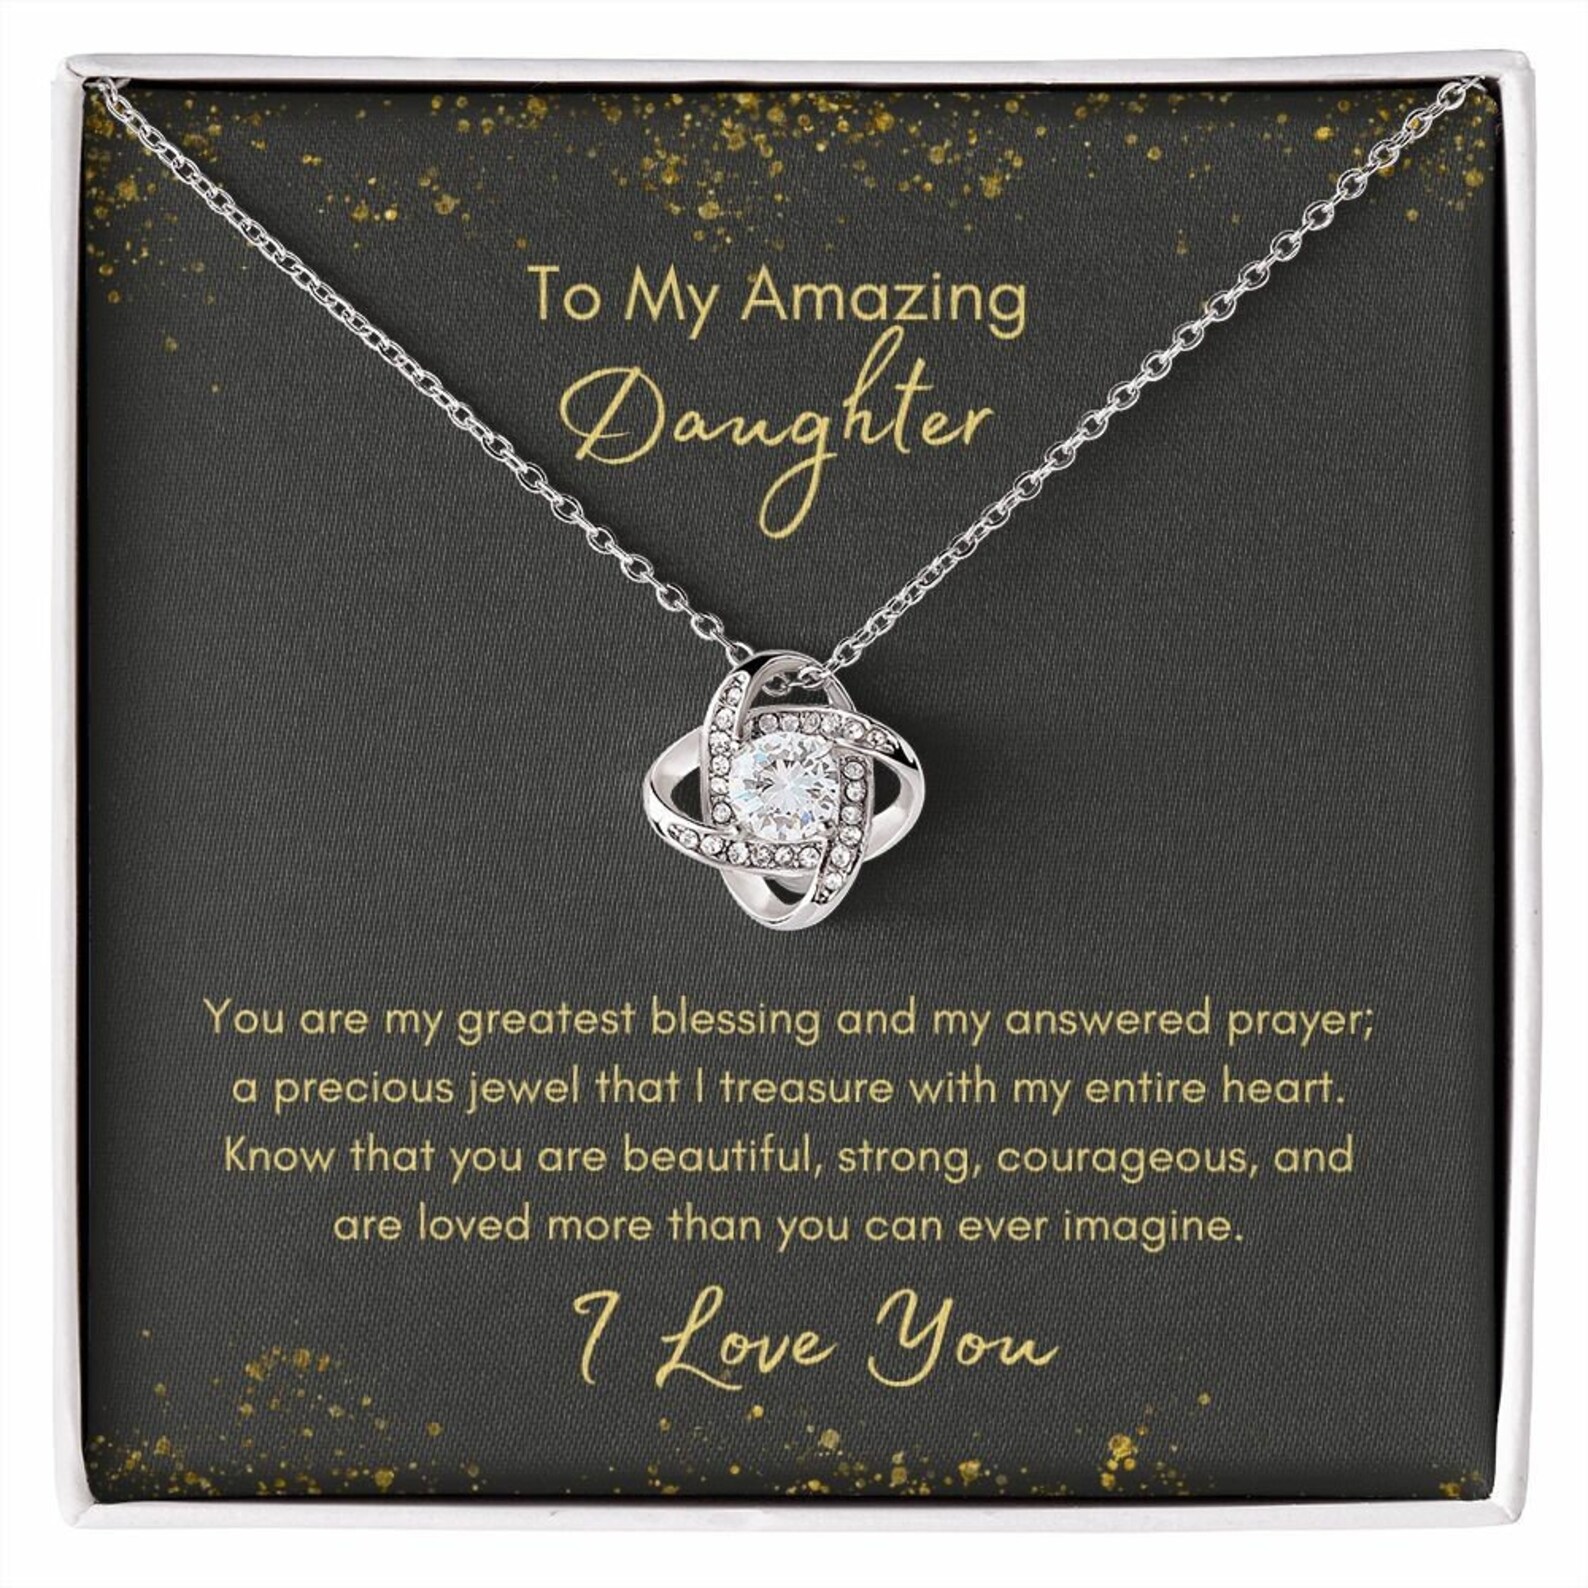 To My Amazing
Daughter
You are my greatest blessing and my answered prayer;
a precious jewel that I treasure with my entire heart.
Know that you are beautiful, strong, courageous, and
are loved more than you can ever imagine.
I Love You